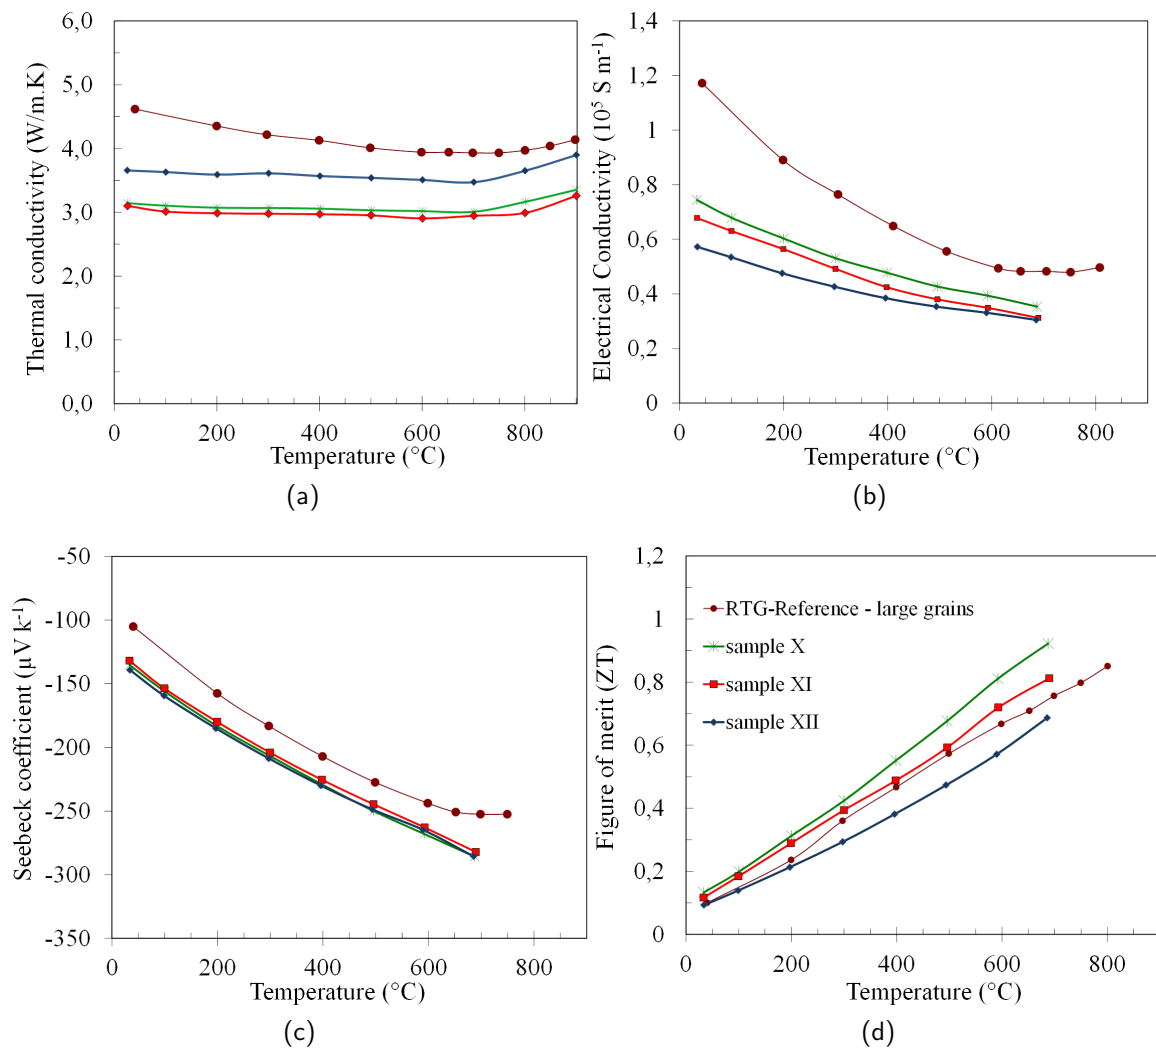 Thermal conductivity (W/m.K)
6,0
5,0
4,0
3,0
2,0
1,0
0,0
0 200 400 600 800
Temperature (°C)
(a)
Electrical Conductivity (10⁵ S m⁻¹)
1,4
1,2
1
0,8
0,6
0,4
0,2
0
0 200 400 600 800
Temperature (°C)
(b)
Seebeck coefficient (µV k⁻¹)
-50
-100
-150
-200
-250
-300
-350
0 200 400 600 800
Temperature (°C)
(c)
Figure of merit (ZT)
1,2
1
0,8
0,6
0,4
0,2
0
RTG-Reference - large grains
sample X
sample XI
sample XII
0 200 400 600 800
Temperature (°C)
(d)